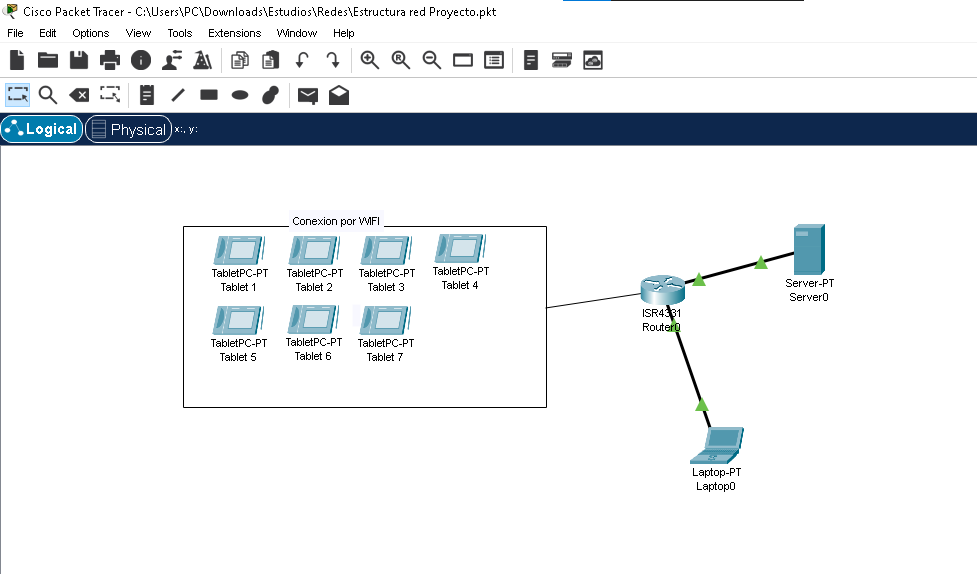 Cisco Packet Tracer - C:\Users\PC\Downloads\Estudios\Redes\Estructura red Proyecto.pkt
File Edit Options View Tools Extensions Window Help
Logical Physical x:, y:
Conexion por WIFI
TabletPC-PT
Tablet 1
TabletPC-PT
Tablet 2
TabletPC-PT
Tablet 3
TabletPC-PT
Tablet 4
TabletPC-PT
Tablet 5
TabletPC-PT
Tablet 6
TabletPC-PT
Tablet 7
ISR4331
Router0
Server-PT
Server0
Laptop-PT
Laptop0